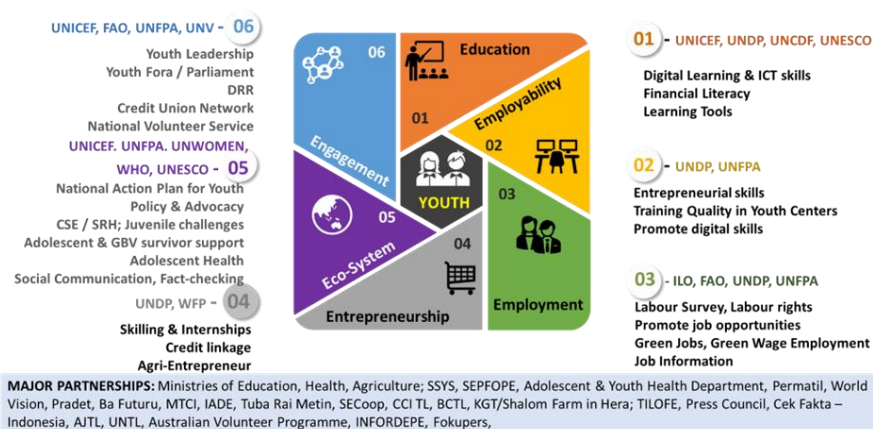 UNICEF, FAO, UNFPA, UNV - 06
Youth Leadership
Youth Fora / Parliament
DRR
Credit Union Network
National Volunteer Service
UNICEF. UNFPA. UNWOMEN,
WHO, UNESCO - 05
National Action Plan for Youth
Policy & Advocacy
CSE / SRH; Juvenile challenges
Adolescent & GBV survivor support
Adolescent Health
Social Communication, Fact-checking
UNDP, WFP - 04
Skilling & Internships
Credit linkage
Agri-Entrepreneur
06
Engagement
Education
01
Employability
02
YOUTH
03
Employment
04
Entrepreneurship
05
Eco-System
01 - UNICEF, UNDP, UNCDF, UNESCO
Digital Learning & ICT skills
Financial Literacy
Learning Tools
02 - UNDP, UNFPA
Entrepreneurial skills
Training Quality in Youth Centers
Promote digital skills
03 - ILO, FAO, UNDP, UNFPA
Labour Survey, Labour rights
Promote job opportunities
Green Jobs, Green Wage Employment
Job Information
MAJOR PARTNERSHIPS: Ministries of Education, Health, Agriculture; SSYS, SEPFOPE, Adolescent & Youth Health Department, Permatil, World
Vision, Pradet, Ba Futuru, MTCI, IADE, Tuba Rai Metin, SECoop, CCI TL, BCTL, KGT/Shalom Farm in Hera; TILOFE, Press Council, Cek Fakta –
Indonesia, AJTL, UNTL, Australian Volunteer Programme, INFORDEPE, Fokupers,